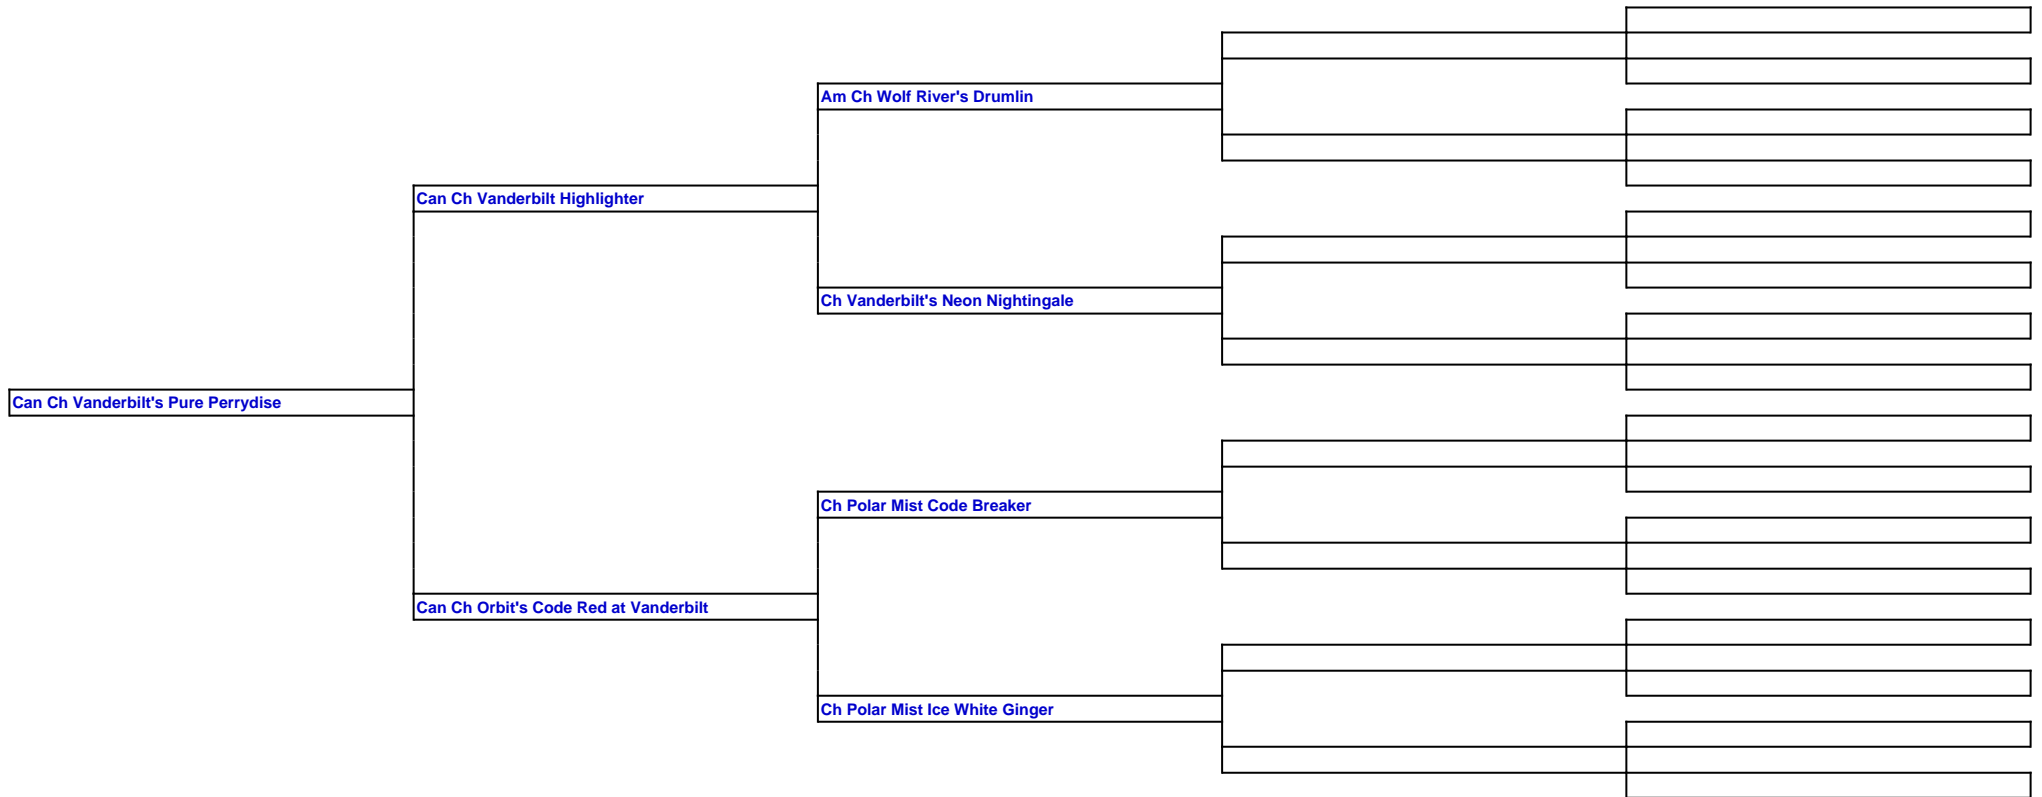 Am Ch Wolf River's Drumlin
Can Ch Vanderbilt Highlighter
Ch Vanderbilt's Neon Nightingale
Can Ch Vanderbilt's Pure Perrydise
Ch Polar Mist Code Breaker
Can Ch Orbit's Code Red at Vanderbilt
Ch Polar Mist Ice White Ginger